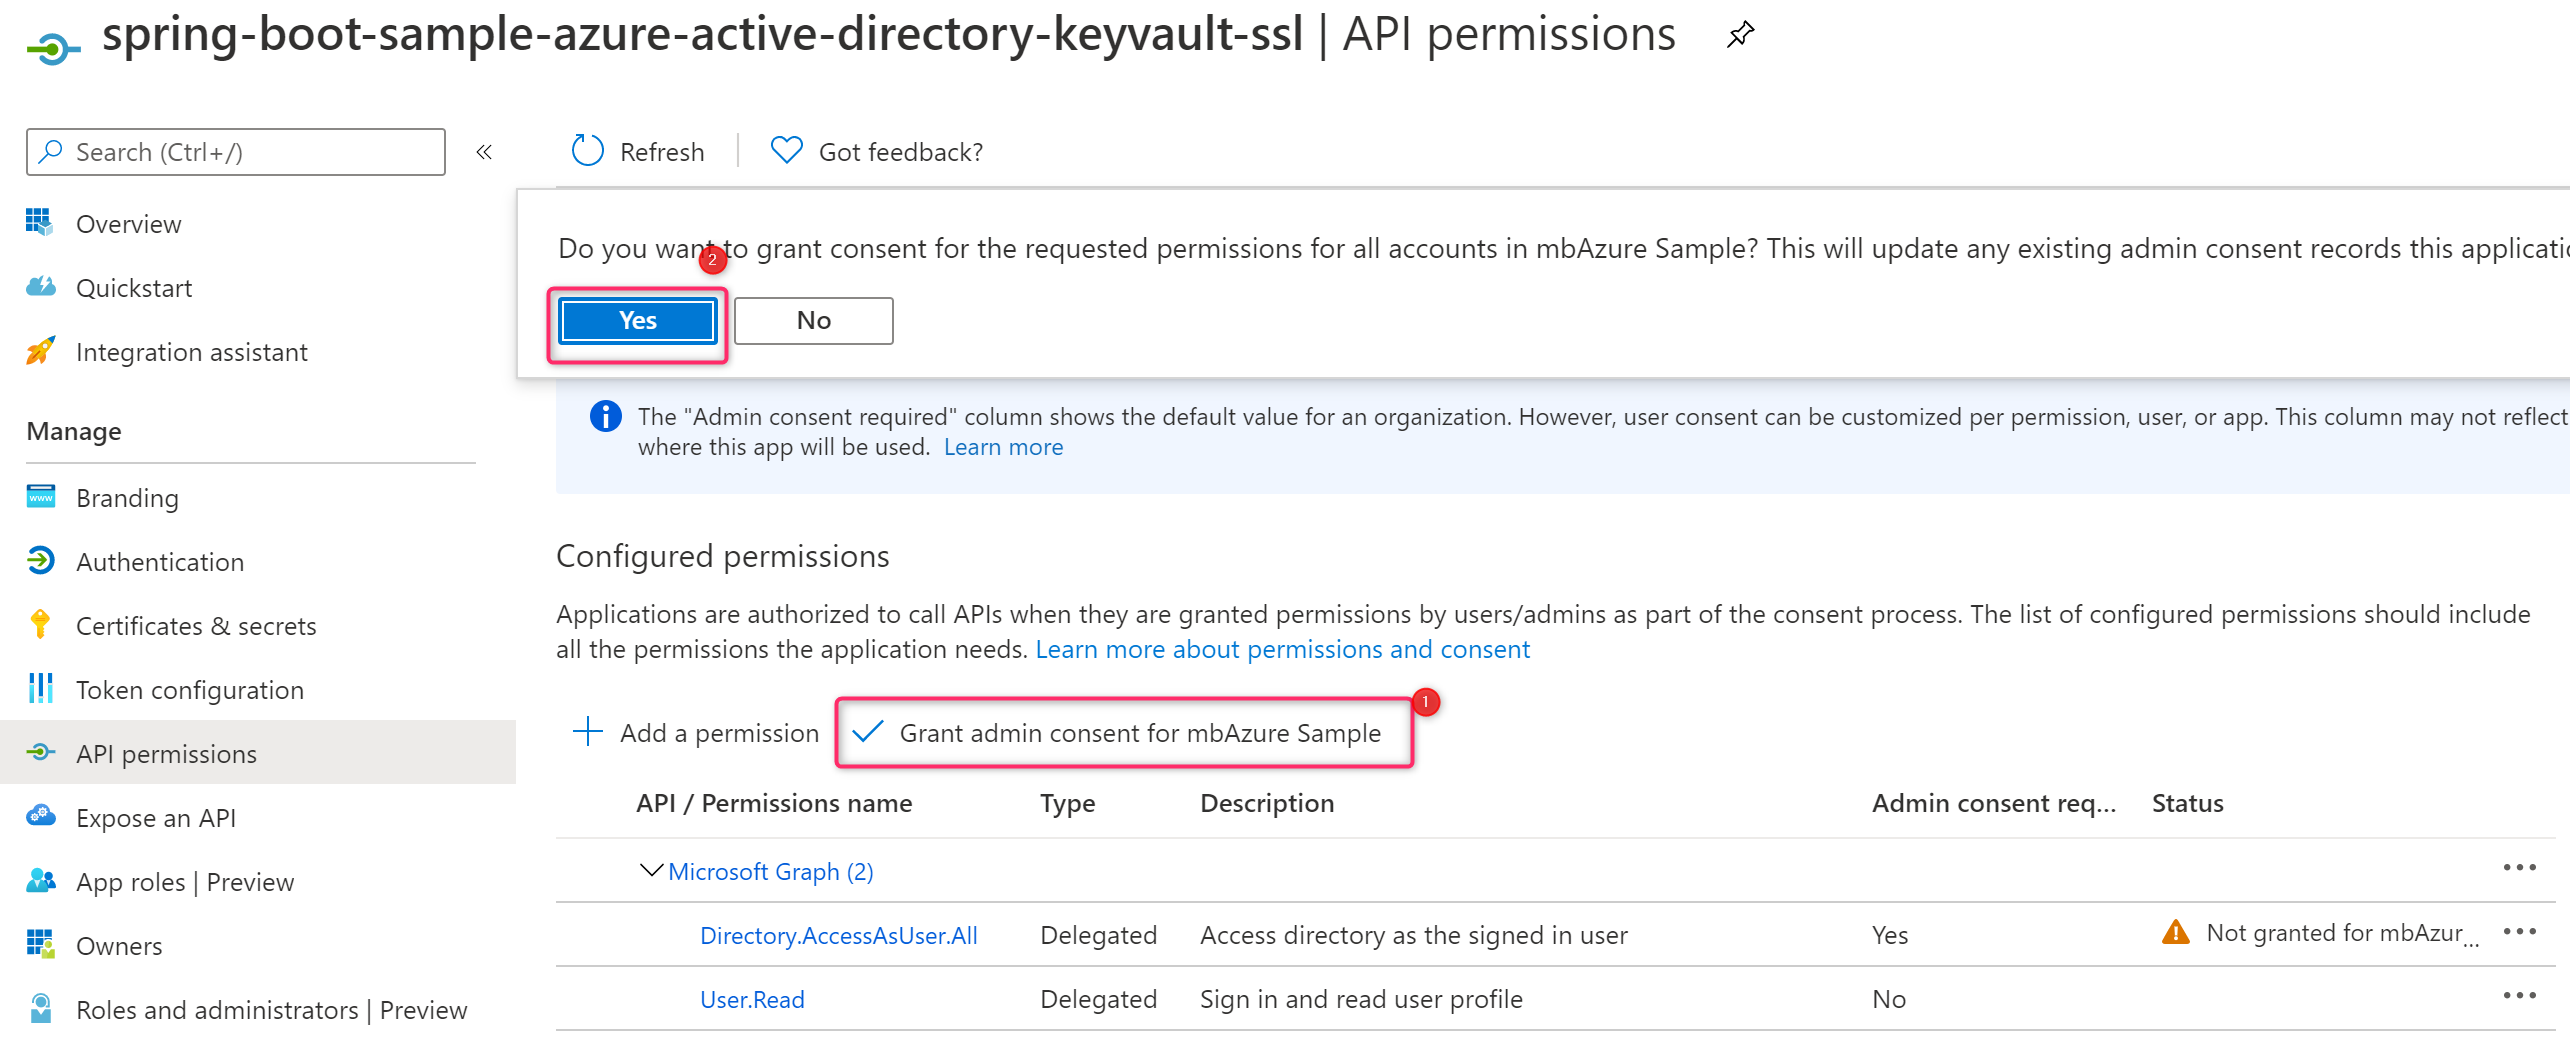 spring-boot-sample-azure-active-directory-keyvault-ssl | API permissions
Search (Ctrl+/)
«
Refresh
Got feedback?
Overview
Quickstart
Integration assistant
Manage
Branding
Authentication
Certificates & secrets
Token configuration
API permissions
Expose an API
App roles | Preview
Owners
Roles and administrators | Preview
Do you want to grant consent for the requested permissions for all accounts in mbAzure Sample? This will update any existing admin consent records this applicatio
2
Yes
No
The "Admin consent required" column shows the default value for an organization. However, user consent can be customized per permission, user, or app. This column may not reflect
where this app will be used. Learn more
Configured permissions
Applications are authorized to call APIs when they are granted permissions by users/admins as part of the consent process. The list of configured permissions should include
all the permissions the application needs. Learn more about permissions and consent
Add a permission
Grant admin consent for mbAzure Sample
1
API / Permissions name Type Description Admin consent req... Status
Microsoft Graph (2) ...
Directory.AccessAsUser.All Delegated Access directory as the signed in user Yes Not granted for mbAzur... ...
User.Read Delegated Sign in and read user profile No ...
www